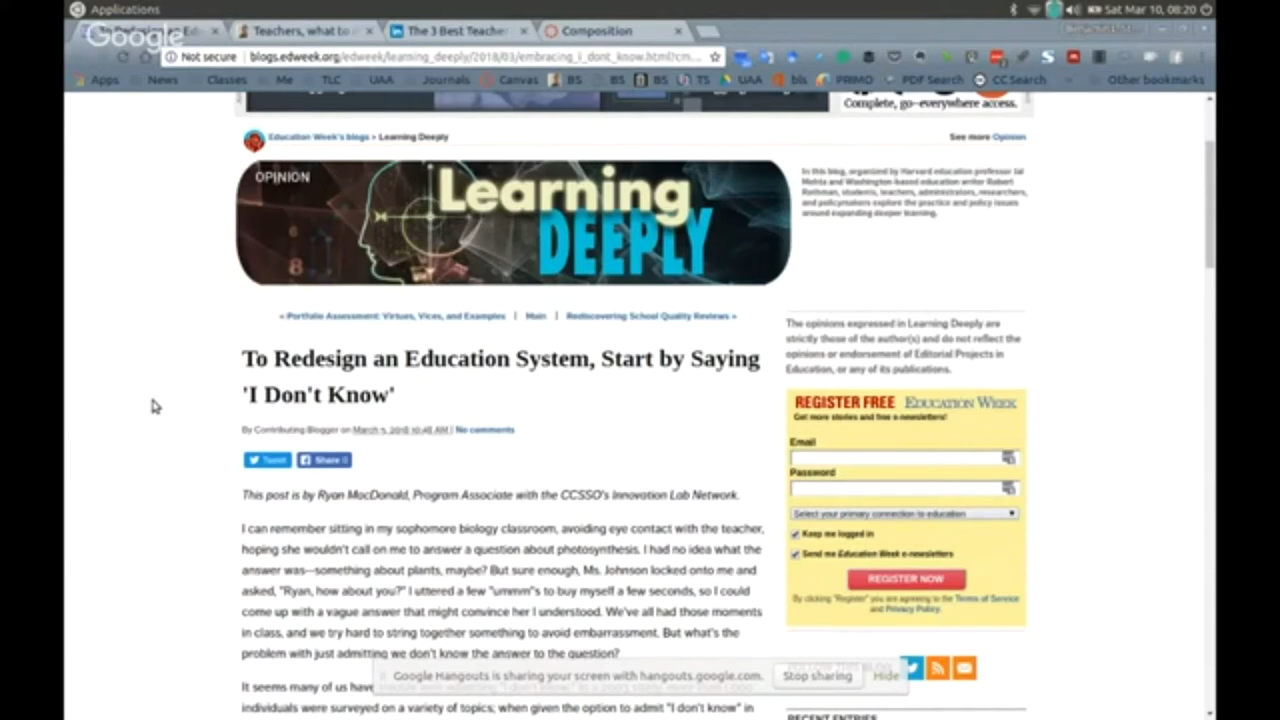 Applications
Sat Mar 10, 08:20
Google
Teachers, what to
The 3 Best Teache
Composition
Not secure | blogs.edweek.org/edweek/learning_deeply/2018/03/embracing_i_dont_know.html?cm...
Apps News Classes Me TLC UAA Journals Canvas BS BS BS TS UAA bls PRIMO PDF Search CC Search Other bookmarks
Complete, go–everywhere access.
Education Week's blogs > Learning Deeply
See more Opinion
OPINION
Learning
DEEPLY
In this blog, organized by Harvard education professor Jal
Mehta and Washington-based education writer Robert
Rothman, students, teachers, administrators, researchers,
and policymakers explore the practice and policy issues
around expanding deeper learning.
« Portfolio Assessment: Virtues, Vices, and Examples | Main | Rediscovering School Quality Reviews »
The opinions expressed in Learning Deeply are
strictly those of the author(s) and do not reflect the
opinions or endorsement of Editorial Projects in
Education, or any of its publications.
To Redesign an Education System, Start by Saying
'I Don't Know'
By Contributing Blogger on March 5, 2018 10:48 AM | No comments
Tweet
Share 0
REGISTER FREE EDUCATION WEEK
Get more stories and free e-newsletters!
Email
Password
Select your primary connection to education
Keep me logged in
Send me Education Week e-newsletters
REGISTER NOW
By clicking "Register" you are agreeing to the Terms of Service
and Privacy Policy.
This post is by Ryan MacDonald, Program Associate with the CCSSO's Innovation Lab Network.
I can remember sitting in my sophomore biology classroom, avoiding eye contact with the teacher,
hoping she wouldn't call on me to answer a question about photosynthesis. I had no idea what the
answer was--something about plants, maybe? But sure enough, Ms. Johnson locked onto me and
asked, "Ryan, how about you?" I uttered a few "ummm"s to buy myself a few seconds, so I could
come up with a vague answer that might convince her I understood. We've all had those moments
in class, and we try hard to string together something to avoid embarrassment. But what's the
problem with just admitting we don't know the answer to the question?
Google Hangouts is sharing your screen with hangouts.google.com.
Stop sharing
Hide
It seems many of us have
individuals were surveyed on a variety of topics; when given the option to admit "I don't know" in
RECENT ENTRIES